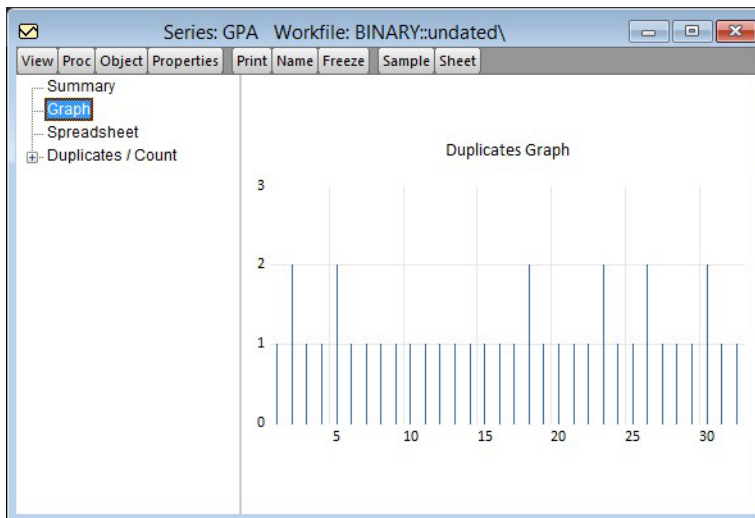 Series: GPA Workfile: BINARY::undated\
View Proc Object Properties Print Name Freeze Sample Sheet
Summary
Graph
Spreadsheet
Duplicates / Count
Duplicates Graph
3
2
1
0
5 10 15 20 25 30